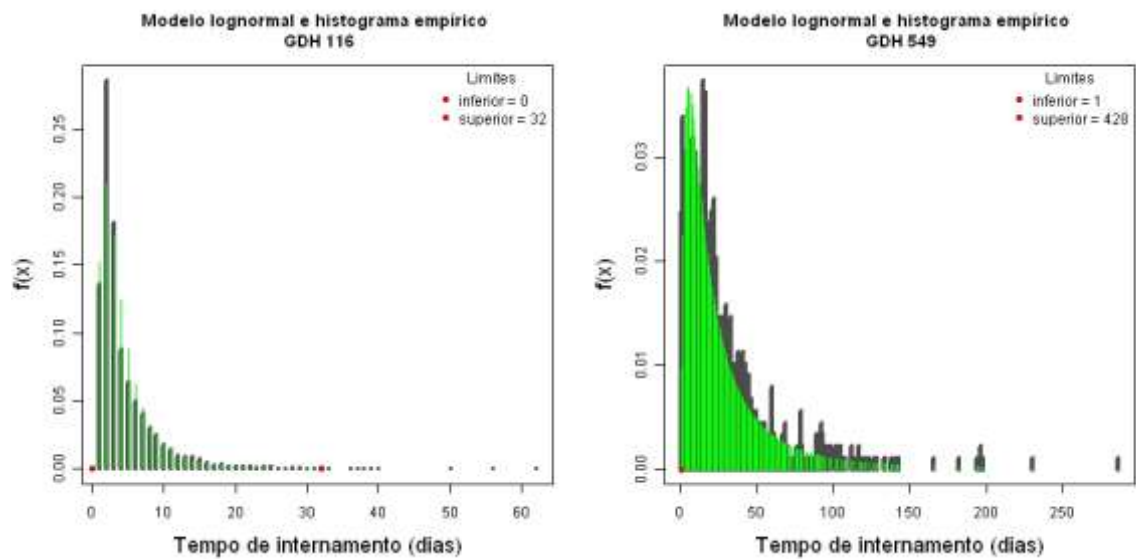 Modelo lognormal e histograma empírico
GDH 116
Limites
inferior = 0
superior = 32
f(x)
0.25
0.20
0.15
0.10
0.05
0.00
0 10 20 30 40 50 60
Tempo de internamento (dias)
Modelo lognormal e histograma empírico
GDH 549
Limites
inferior = 1
superior = 428
f(x)
0.03
0.02
0.01
0.00
0 50 100 150 200 250
Tempo de internamento (dias)